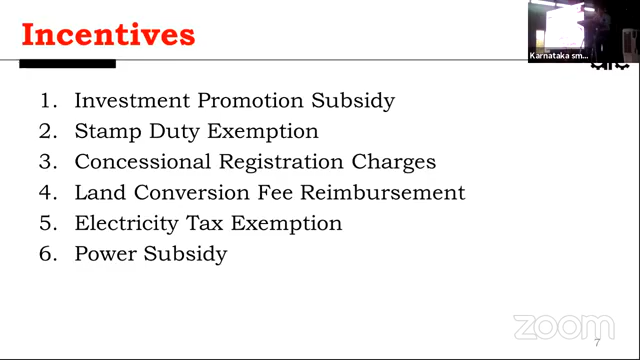 Incentives
Karnataka sm...
1. Investment Promotion Subsidy
2. Stamp Duty Exemption
3. Concessional Registration Charges
4. Land Conversion Fee Reimbursement
5. Electricity Tax Exemption
6. Power Subsidy
zoom
7